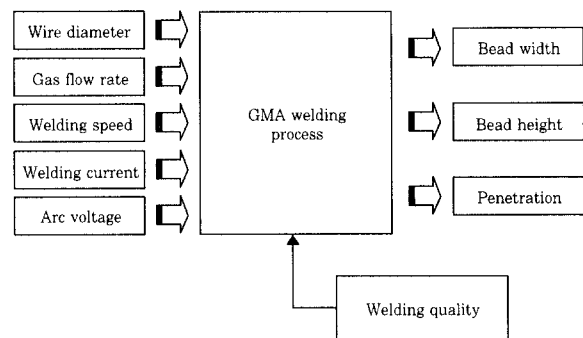 Wire diameter
Gas flow rate
Welding speed
Welding current
Arc voltage
GMA welding
process
Bead width
Bead height
Penetration
Welding quality